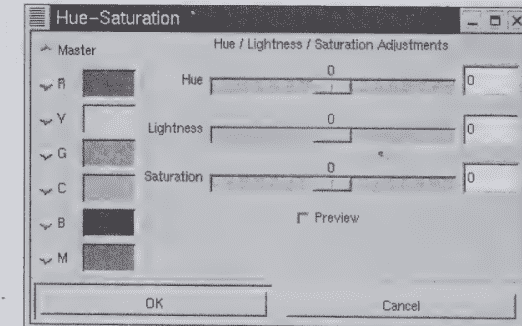 Hue-Saturation
Hue / Lightness / Saturation Adjustments
Master
R
Hue 0 0
Y
Lightness 0 0
G
C
Saturation 0 0
B
Preview
M
OK Cancel